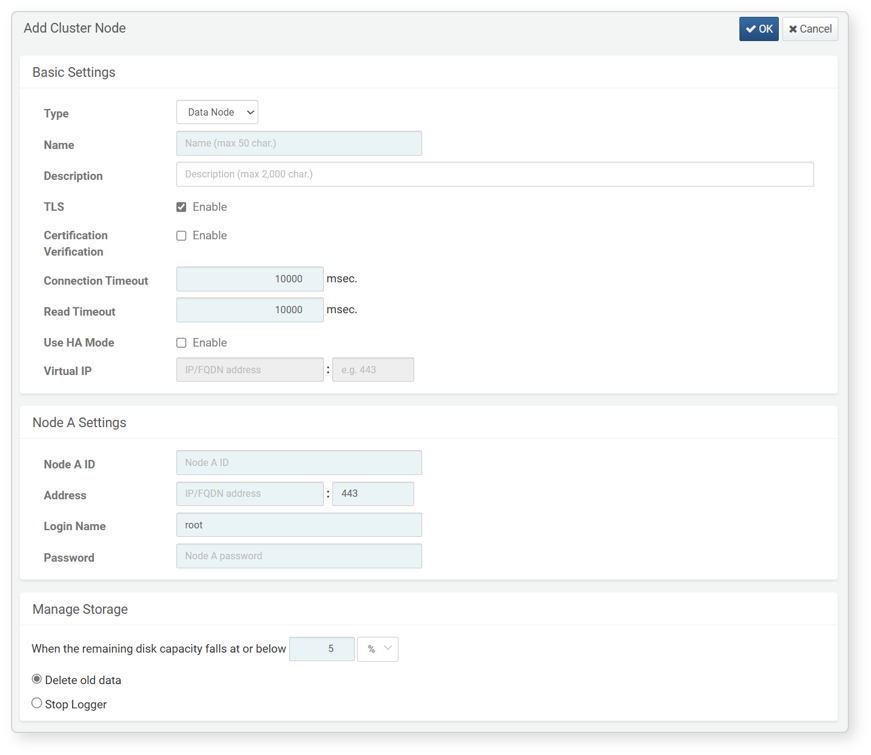 Add Cluster Node
OK
Cancel
Basic Settings
Type
Data Node
Name
Name (max 50 char.)
Description
Description (max 2,000 char.)
TLS
Enable
Certification
Verification
Enable
Connection Timeout
10000 msec.
Read Timeout
10000 msec.
Use HA Mode
Enable
Virtual IP
IP/FQDN address : e.g. 443
Node A Settings
Node A ID
Node A ID
Address
IP/FQDN address : 443
Login Name
root
Password
Node A password
Manage Storage
When the remaining disk capacity falls at or below 5 %
Delete old data
Stop Logger